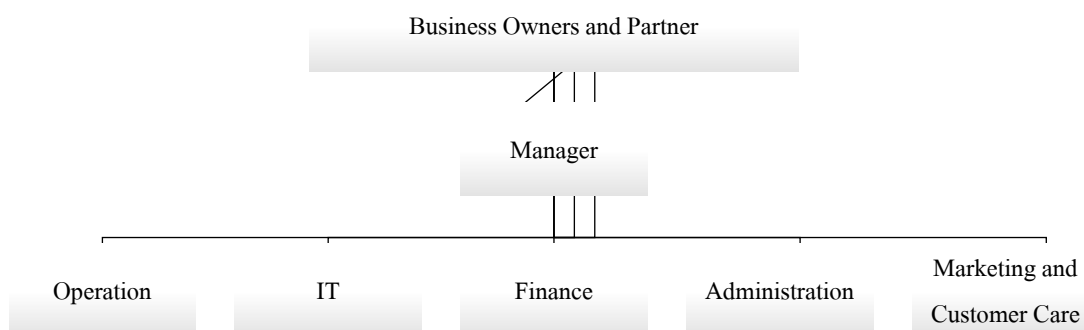 Business Owners and Partner
Manager
Operation
IT
Finance
Administration
Marketing and
Customer Care